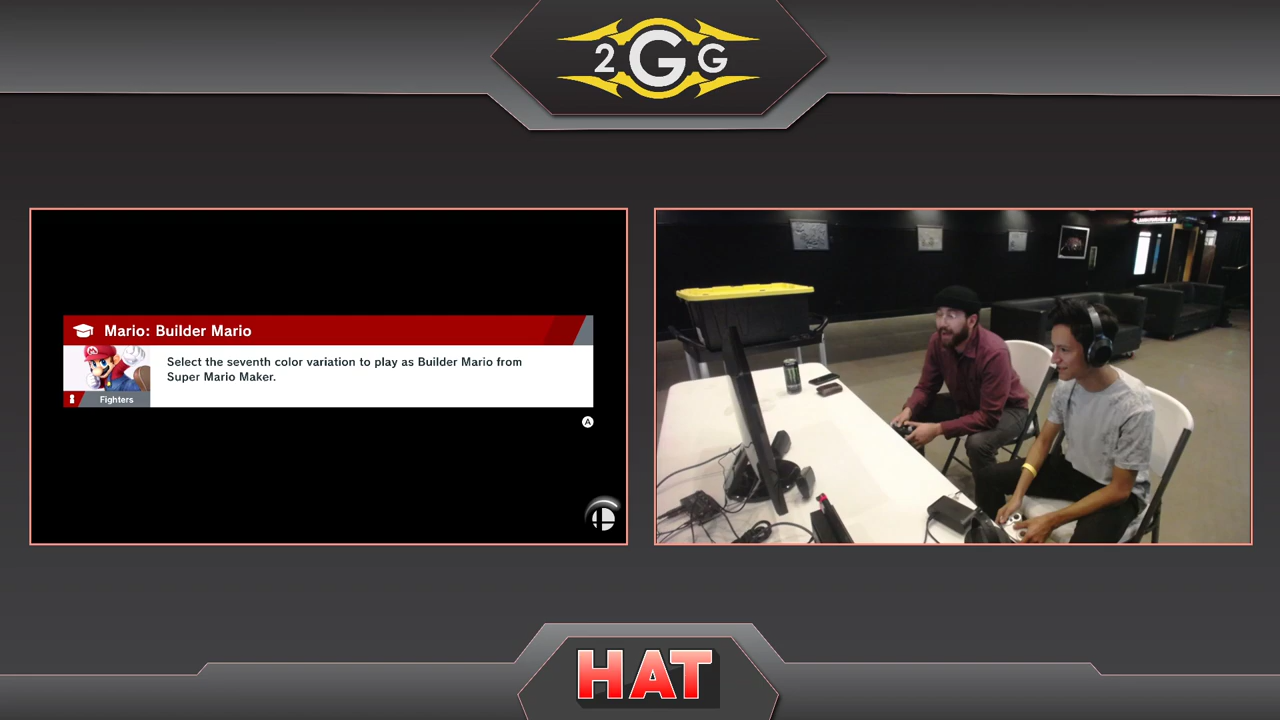 2GG
Mario: Builder Mario
Select the seventh color variation to play as Builder Mario from
Super Mario Maker.
Fighters
A
HAT